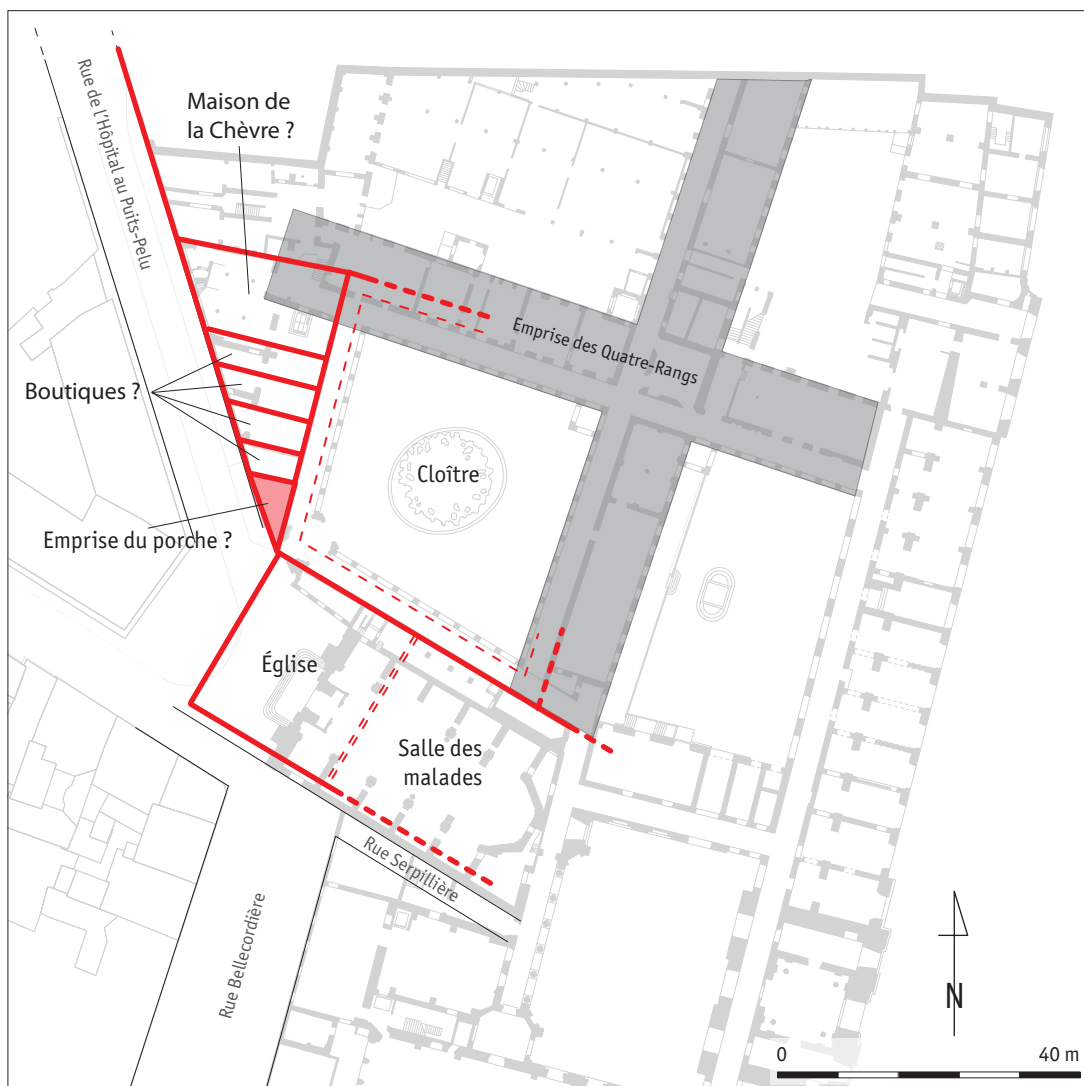 Rue de l'Hôpital au Puits-Pelu
Maison de
la Chèvre ?
Emprise des Quatre-Rangs
Boutiques ?
Cloître
Emprise du porche ?
Église
Salle des
malades
Rue Serpillière
Rue Bellecordière
N
0
40 m